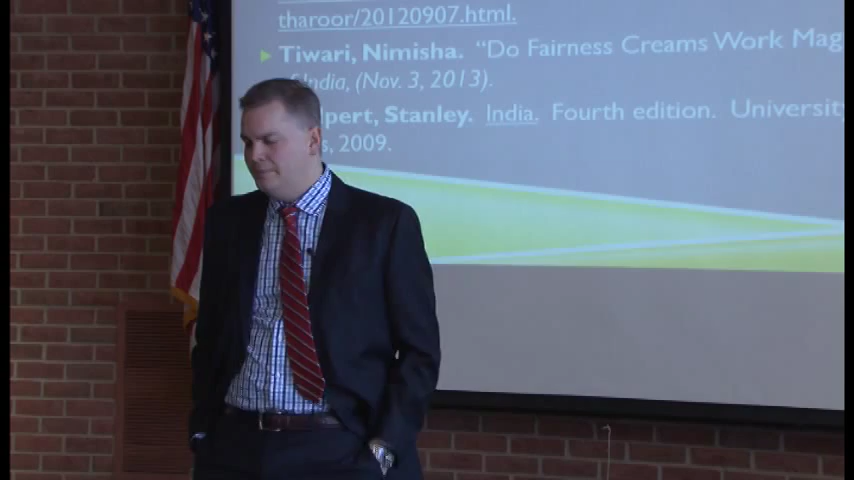 tharoor/20120907.html.
Tiwari, Nimisha. “Do Fairness Creams Work Mag
India, (Nov. 3, 2013).
pert, Stanley. India. Fourth edition. University
s, 2009.